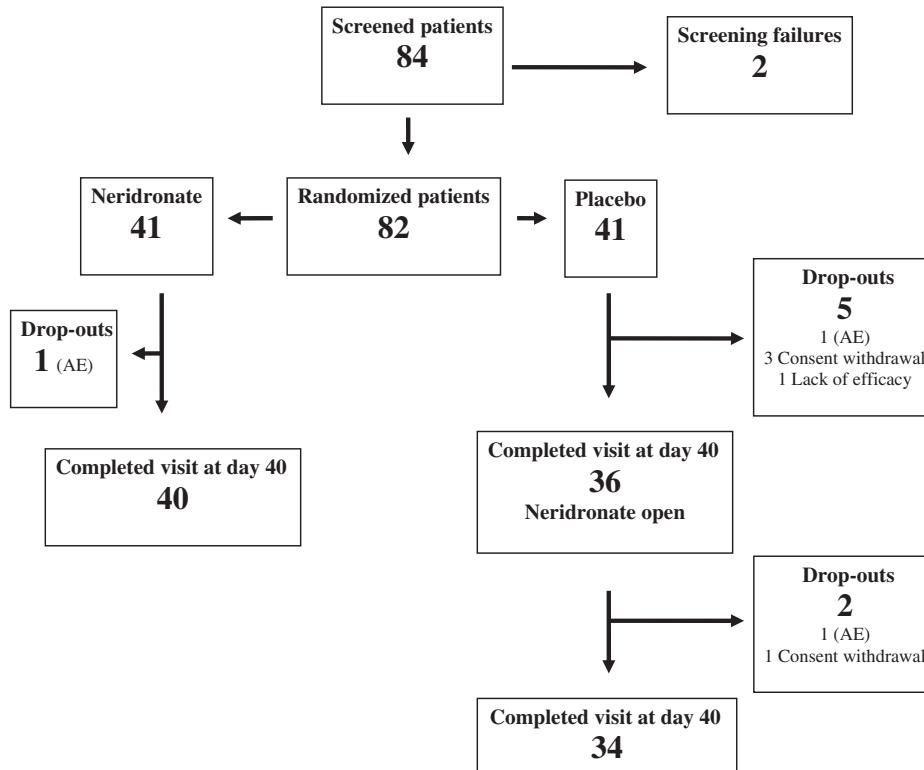 Screened patients
84
Screening failures
2
Neridronate
41
Randomized patients
82
Placebo
41
Drop-outs
1 (AE)
Drop-outs
5
1 (AE)
3 Consent withdrawal
1 Lack of efficacy
Completed visit at day 40
40
Completed visit at day 40
36
Neridronate open
Drop-outs
2
1 (AE)
1 Consent withdrawal
Completed visit at day 40
34